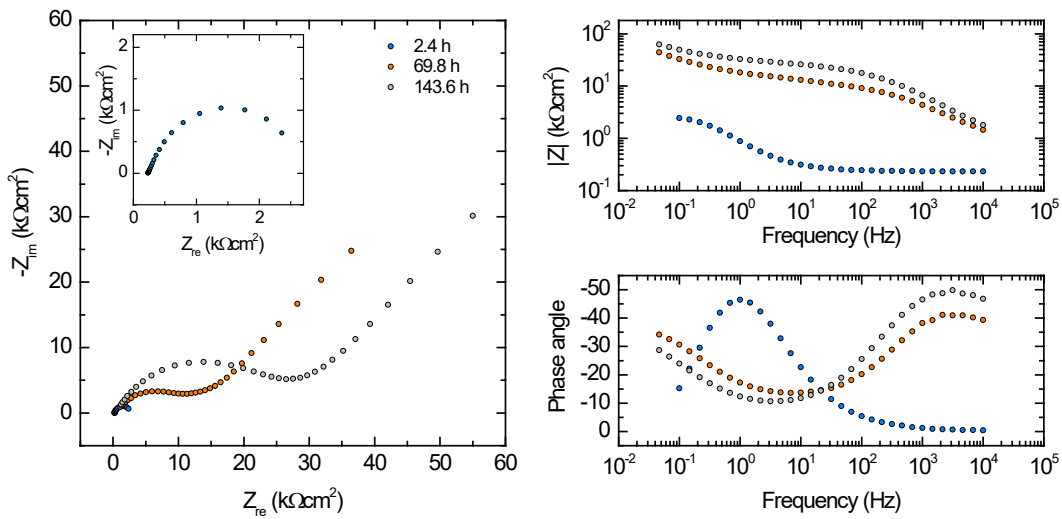 60
50
40
30
20
10
0
-Z_im (kΩcm²)
0 10 20 30 40 50 60
Z_re (kΩcm²)
2.4 h
69.8 h
143.6 h
2
1
0
-Z_im (kΩcm²)
0 1 2
Z_re (kΩcm²)
10²
10¹
10⁰
10⁻¹
|Z| (kΩcm²)
10⁻² 10⁻¹ 10⁰ 10¹ 10² 10³ 10⁴ 10⁵
Frequency (Hz)
-50
-40
-30
-20
-10
0
Phase angle
10⁻² 10⁻¹ 10⁰ 10¹ 10² 10³ 10⁴ 10⁵
Frequency (Hz)